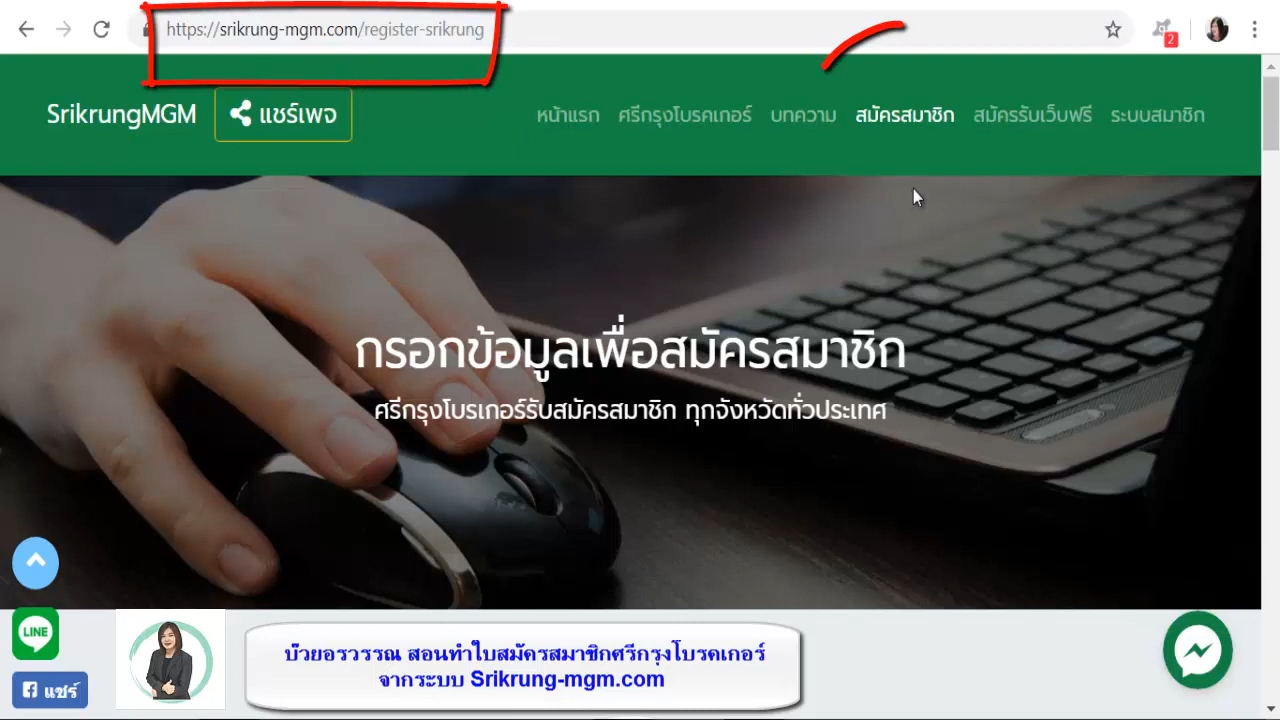 https://srikrung-mgm.com/register-srikrung
2
SrikrungMGM
แชร์เพจ
หน้าแรก ศรีกรุงโบรคเกอร์ บทความ สมัครสมาชิก สมัครรับเว็บฟรี ระบบสมาชิก
กรอกข้อมูลเพื่อสมัครสมาชิก
ศรีกรุงโบรเกอร์รับสมัครสมาชิก ทุกจังหวัดทั่วประเทศ
LINE
แชร์
บ๊วยอรวรรณ สอนทำใบสมัครสมาชิกศรีกรุงโบรคเกอร์
จากระบบ Srikrung-mgm.com